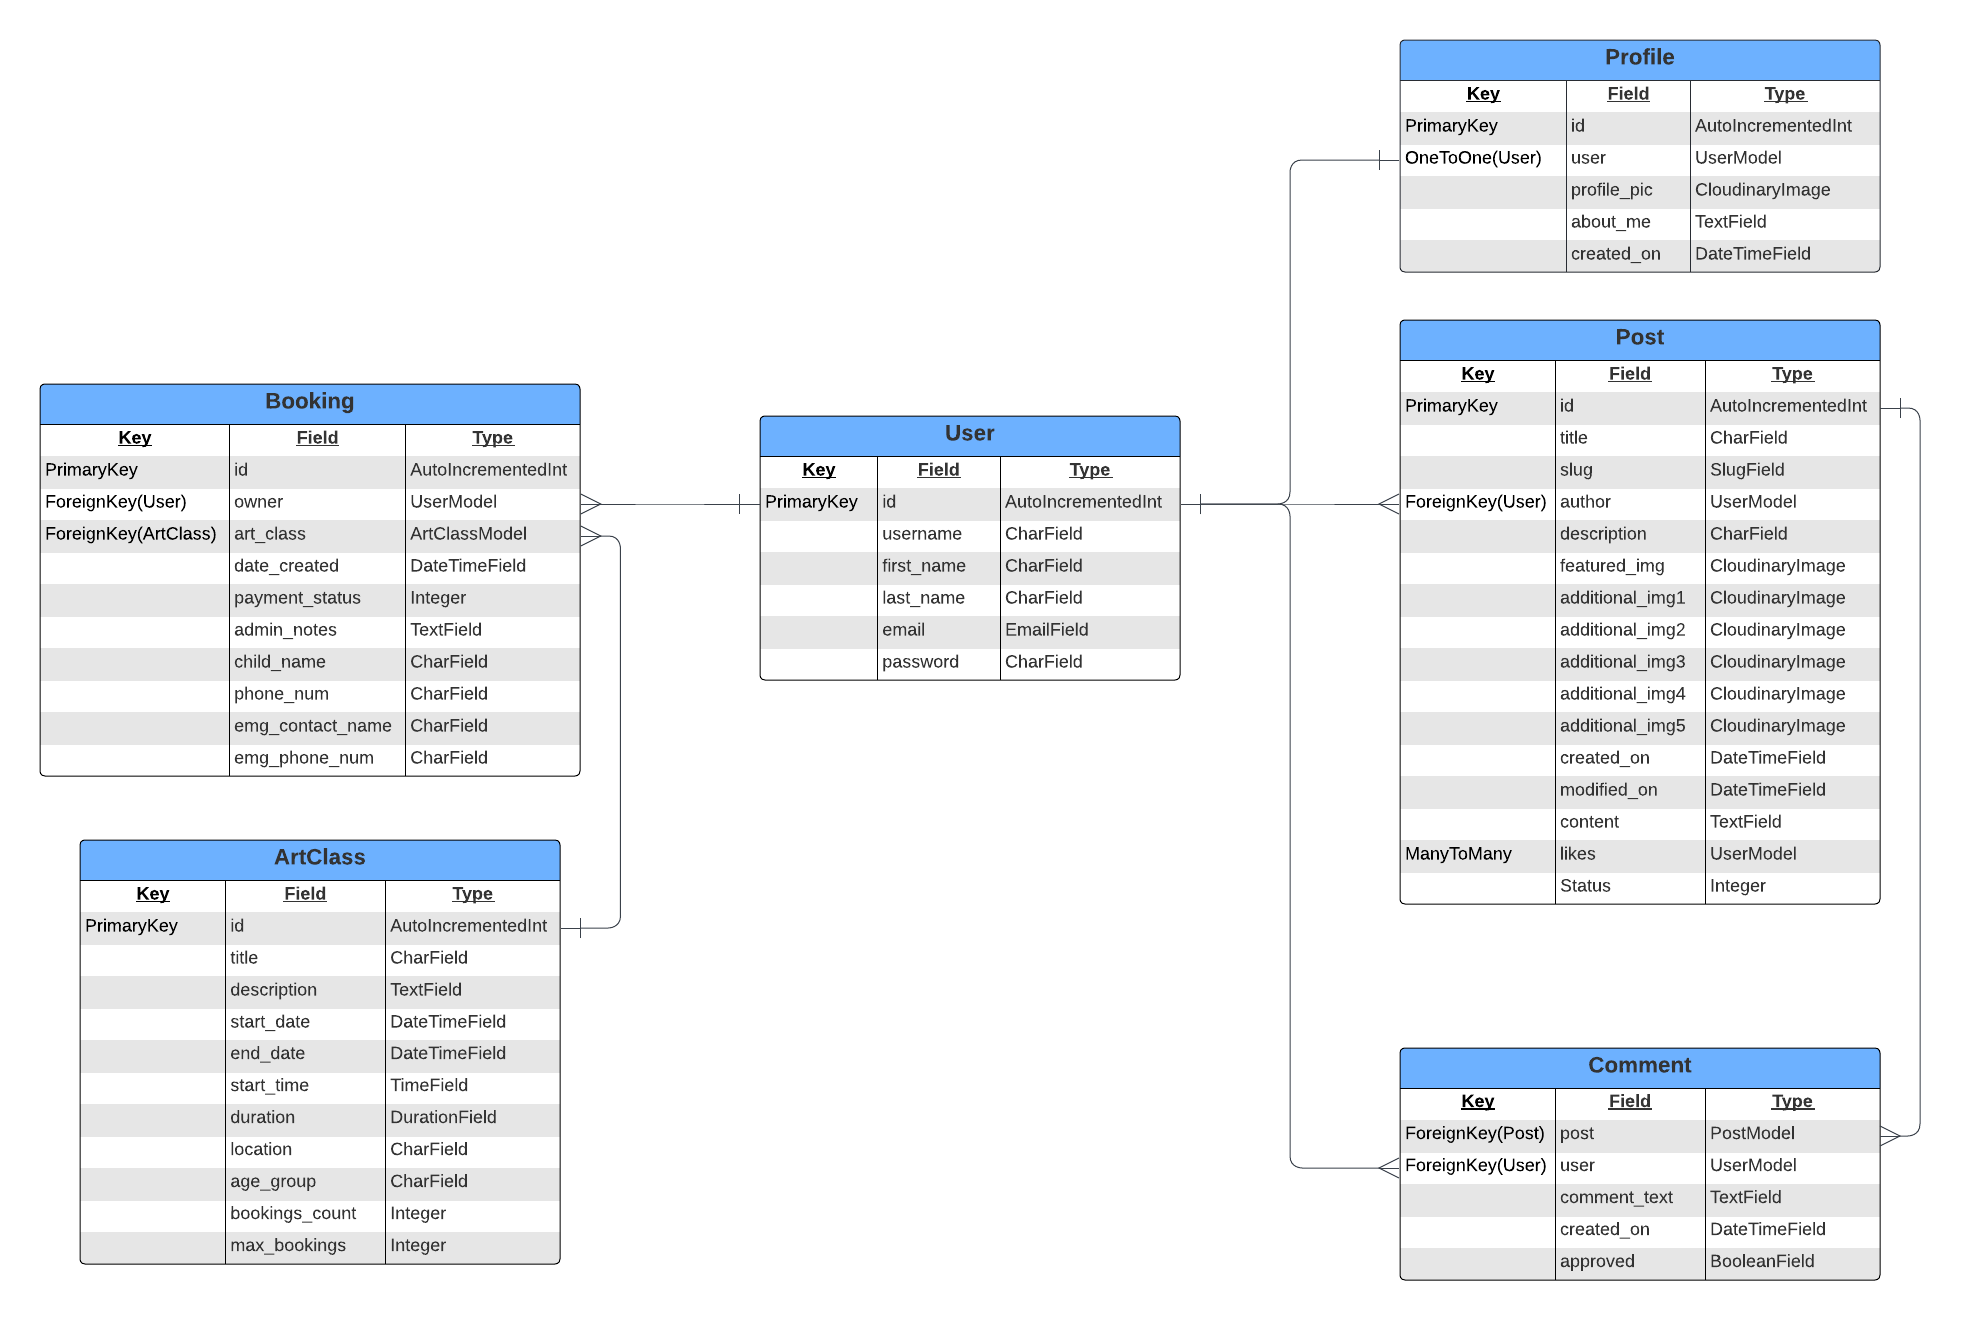 Profile
Key Field Type
PrimaryKey id AutoIncrementedInt
OneToOne(User) user UserModel
profile_pic CloudinaryImage
about_me TextField
created_on DateTimeField
Post
Key Field Type
PrimaryKey id AutoIncrementedInt
title CharField
slug SlugField
ForeignKey(User) author UserModel
description CharField
featured_img CloudinaryImage
additional_img1 CloudinaryImage
additional_img2 CloudinaryImage
additional_img3 CloudinaryImage
additional_img4 CloudinaryImage
additional_img5 CloudinaryImage
created_on DateTimeField
modified_on DateTimeField
content TextField
ManyToMany likes UserModel
Status Integer
Booking
Key Field Type
PrimaryKey id AutoIncrementedInt
ForeignKey(User) owner UserModel
ForeignKey(ArtClass) art_class ArtClassModel
date_created DateTimeField
payment_status Integer
admin_notes TextField
child_name CharField
phone_num CharField
emg_contact_name CharField
emg_phone_num CharField
User
Key Field Type
PrimaryKey id AutoIncrementedInt
username CharField
first_name CharField
last_name CharField
email EmailField
password CharField
ArtClass
Key Field Type
PrimaryKey id AutoIncrementedInt
title CharField
description TextField
start_date DateTimeField
end_date DateTimeField
start_time TimeField
duration DurationField
location CharField
age_group CharField
bookings_count Integer
max_bookings Integer
Comment
Key Field Type
ForeignKey(Post) post PostModel
ForeignKey(User) user UserModel
comment_text TextField
created_on DateTimeField
approved BooleanField